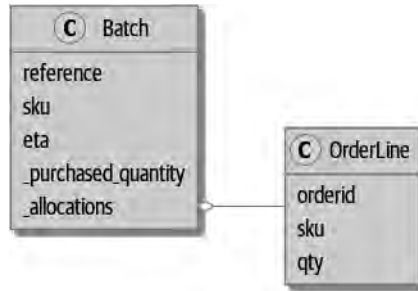 C Batch
reference
sku
eta
_purchased_quantity
_allocations
C OrderLine
orderid
sku
qty